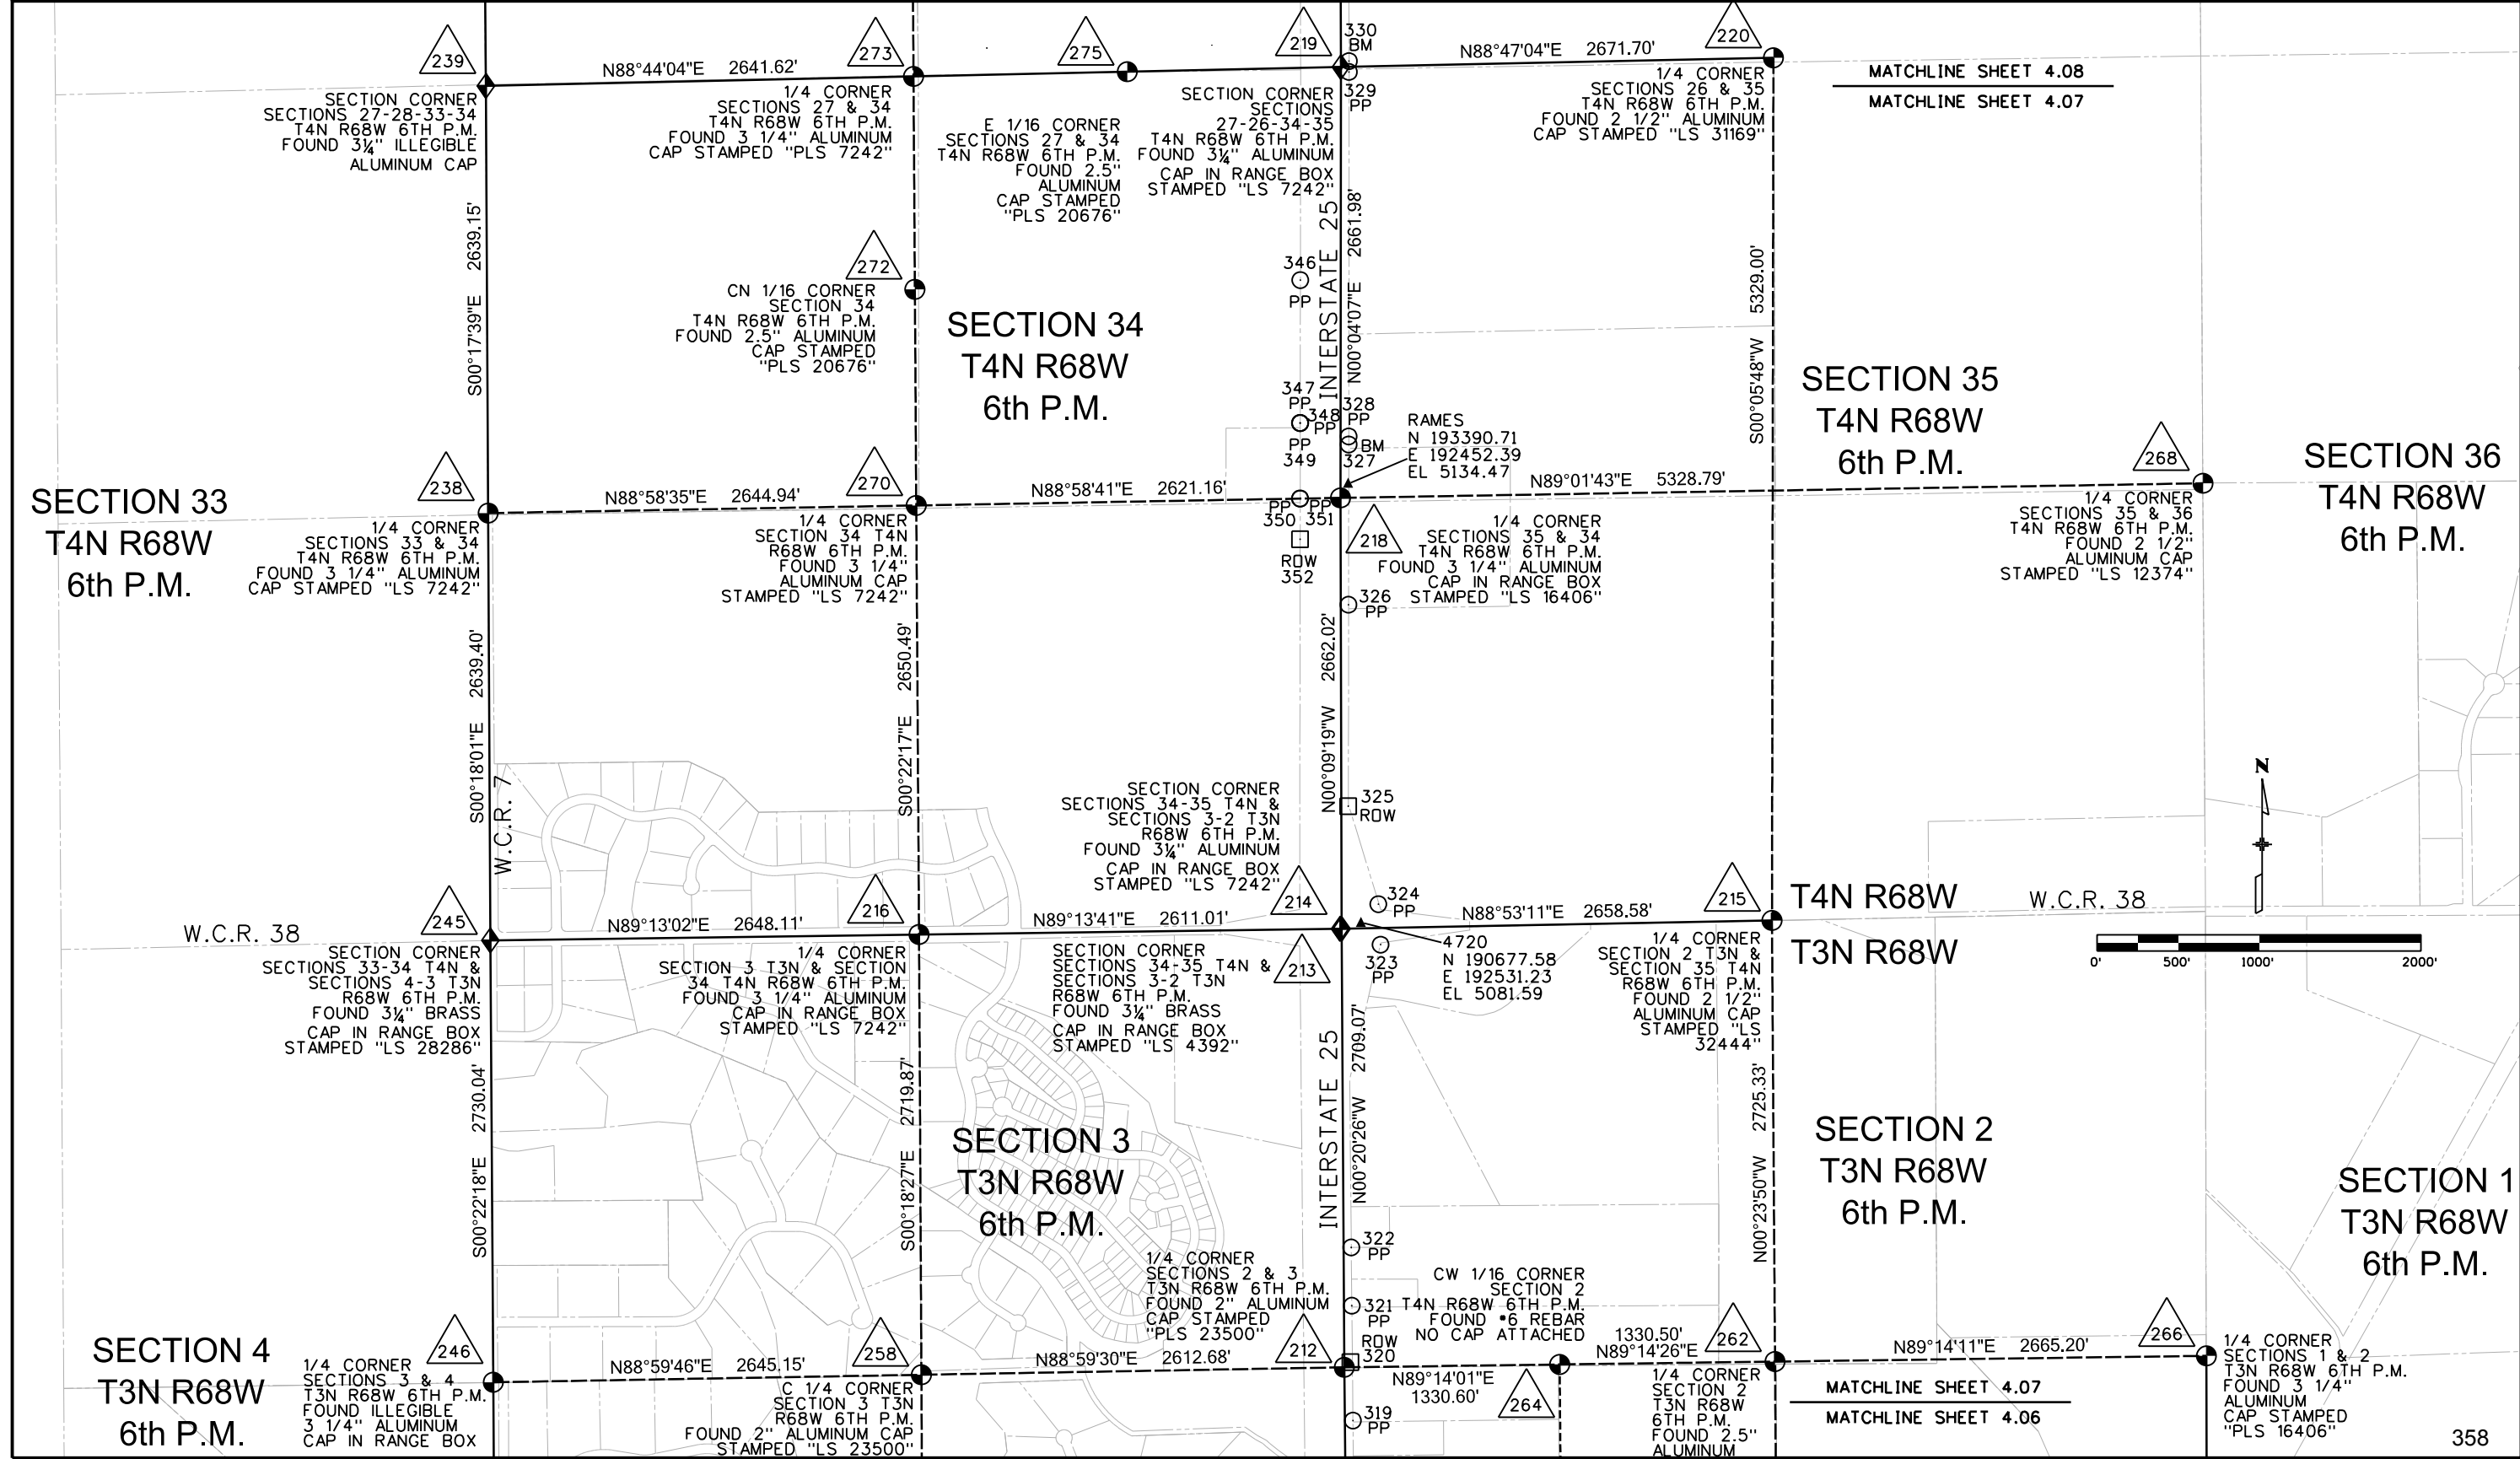 239
N88°44'04"E 2641.62'
273
275
219
330
BM
N88°47'04"E 2671.70'
220
MATCHLINE SHEET 4.08
MATCHLINE SHEET 4.07
SECTION CORNER
SECTIONS 27-28-33-34
T4N R68W 6TH P.M.
FOUND 3¼" ILLEGIBLE
ALUMINUM CAP
1/4 CORNER
SECTIONS 27 & 34
T4N R68W 6TH P.M.
FOUND 3 1/4" ALUMINUM
CAP STAMPED "PLS 7242"
E 1/16 CORNER
SECTIONS 27 & 34
T4N R68W 6TH P.M.
FOUND 2.5"
ALUMINUM
CAP STAMPED
"PLS 20676"
SECTION CORNER
SECTIONS
27-26-34-35
T4N R68W 6TH P.M.
FOUND 3¼" ALUMINUM
CAP IN RANGE BOX
STAMPED "LS 7242"
329
PP
1/4 CORNER
SECTIONS 26 & 35
T4N R68W 6TH P.M.
FOUND 2 1/2" ALUMINUM
CAP STAMPED "LS 31169"
S00°17'39"E 2639.15'
272
CN 1/16 CORNER
SECTION 34
T4N R68W 6TH P.M.
FOUND 2.5" ALUMINUM
CAP STAMPED
"PLS 20676"
SECTION 34
T4N R68W
6th P.M.
346
PP
INTERSTATE 25
N00°04'07"E 2661.98'
S00°05'48"W 5329.00'
SECTION 35
T4N R68W
6th P.M.
347
PP
348
PP
PP
349
328
PP
BM
327
RAMES
N 193390.71
E 192452.39
EL 5134.47
SECTION 33
T4N R68W
6th P.M.
238
N88°58'35"E 2644.94'
270
N88°58'41"E 2621.16'
N89°01'43"E 5328.79'
268
SECTION 36
T4N R68W
6th P.M.
1/4 CORNER
SECTIONS 33 & 34
T4N R68W 6TH P.M.
FOUND 3 1/4" ALUMINUM
CAP STAMPED "LS 7242"
1/4 CORNER
SECTION 34 T4N
R68W 6TH P.M.
FOUND 3 1/4"
ALUMINUM CAP
STAMPED "LS 7242"
PP PP
350 351
ROW
352
218
1/4 CORNER
SECTIONS 35 & 34
T4N R68W 6TH P.M.
FOUND 3 1/4" ALUMINUM
CAP IN RANGE BOX
STAMPED "LS 16406"
1/4 CORNER
SECTIONS 35 & 36
T4N R68W 6TH P.M.
FOUND 2 1/2"
ALUMINUM CAP
STAMPED "LS 12374"
326
PP
S00°18'01"E 2639.40'
W.C.R. 7
S00°22'17"E 2650.49'
N00°09'19"W 2662.02'
325
ROW
N
SECTION CORNER
SECTIONS 34-35 T4N &
SECTIONS 3-2 T3N
R68W 6TH P.M.
FOUND 3¼" ALUMINUM
CAP IN RANGE BOX
STAMPED "LS 7242"
W.C.R. 38
245
N89°13'02"E 2648.11'
216
N89°13'41"E 2611.01'
214
324
PP
N88°53'11"E 2658.58'
215
T4N R68W
T3N R68W
W.C.R. 38
SECTION CORNER
SECTIONS 33-34 T4N &
SECTIONS 4-3 T3N
R68W 6TH P.M.
FOUND 3¼" BRASS
CAP IN RANGE BOX
STAMPED "LS 28286"
1/4 CORNER
SECTION 3 T3N & SECTION
34 T4N R68W 6TH P.M.
FOUND 3 1/4" ALUMINUM
CAP IN RANGE BOX
STAMPED "LS 7242"
SECTION CORNER
SECTIONS 34-35 T4N &
SECTIONS 3-2 T3N
R68W 6TH P.M.
FOUND 3¼" BRASS
CAP IN RANGE BOX
STAMPED "LS 4392"
213
323
PP
4720
N 190677.58
E 192531.23
EL 5081.59
1/4 CORNER
SECTION 2 T3N &
SECTION 35 T4N
R68W 6TH P.M.
FOUND 2 1/2"
ALUMINUM CAP
STAMPED "LS
32444"
0' 500' 1000' 2000'
S00°22'18"E 2730.04'
S00°18'27"E 2719.87'
SECTION 3
T3N R68W
6th P.M.
INTERSTATE 25
N00°20'26"W 2709.07'
N00°23'50"W 2725.33'
SECTION 2
T3N R68W
6th P.M.
SECTION 1
T3N R68W
6th P.M.
322
PP
1/4 CORNER
SECTIONS 2 & 3
T3N R68W 6TH P.M.
FOUND 2" ALUMINUM
CAP STAMPED
"PLS 23500"
321
PP
ROW
320
CW 1/16 CORNER
SECTION 2
T4N R68W 6TH P.M.
FOUND #6 REBAR
NO CAP ATTACHED
SECTION 4
T3N R68W
6th P.M.
246
N88°59'46"E 2645.15'
258
N88°59'30"E 2612.68'
212
1330.50'
N89°14'26"E
262
N89°14'11"E 2665.20'
266
1/4 CORNER
SECTIONS 3 & 4
T3N R68W 6TH P.M.
FOUND ILLEGIBLE
3 1/4" ALUMINUM
CAP IN RANGE BOX
C 1/4 CORNER
SECTION 3 T3N
R68W 6TH P.M.
FOUND 2" ALUMINUM CAP
STAMPED "LS 23500"
319
PP
N89°14'01"E
1330.60'
264
1/4 CORNER
SECTION 2
T3N R68W
6TH P.M.
FOUND 2.5"
ALUMINUM
MATCHLINE SHEET 4.07
MATCHLINE SHEET 4.06
1/4 CORNER
SECTIONS 1 & 2
T3N R68W 6TH P.M.
FOUND 3 1/4"
ALUMINUM
CAP STAMPED
"PLS 16406"
358